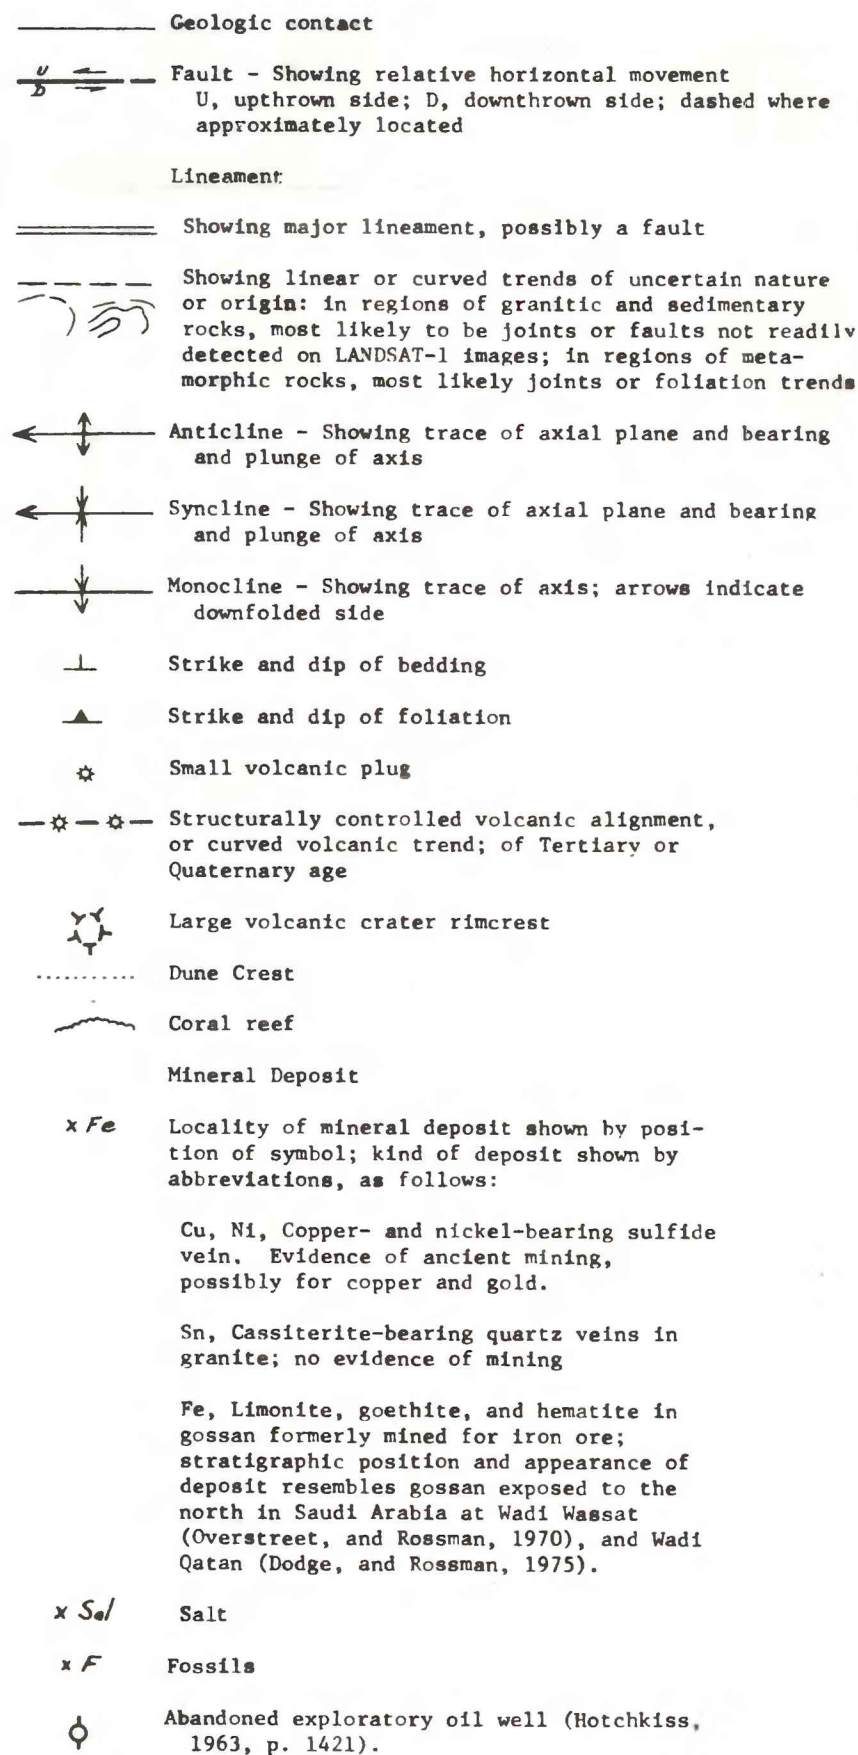 Geologic contact
U D Fault - Showing relative horizontal movement
U, upthrown side; D, downthrown side; dashed where
approximately located
Lineament
Showing major lineament, possibly a fault
Showing linear or curved trends of uncertain nature
or origin: in regions of granitic and sedimentary
rocks, most likely to be joints or faults not readily
detected on LANDSAT-1 images; in regions of meta-
morphic rocks, most likely joints or foliation trends
Anticline - Showing trace of axial plane and bearing
and plunge of axis
Syncline - Showing trace of axial plane and bearing
and plunge of axis
Monocline - Showing trace of axis; arrows indicate
downfolded side
Strike and dip of bedding
Strike and dip of foliation
Small volcanic plug
Structurally controlled volcanic alignment,
or curved volcanic trend; of Tertiary or
Quaternary age
Large volcanic crater rimcrest
Dune Crest
Coral reef
Mineral Deposit
x Fe Locality of mineral deposit shown by posi-
tion of symbol; kind of deposit shown by
abbreviations, as follows:
Cu, Ni, Copper- and nickel-bearing sulfide
vein. Evidence of ancient mining,
possibly for copper and gold.
Sn, Cassiterite-bearing quartz veins in
granite; no evidence of mining
Fe, Limonite, goethite, and hematite in
gossan formerly mined for iron ore;
stratigraphic position and appearance of
deposit resembles gossan exposed to the
north in Saudi Arabia at Wadi Wassat
(Overstreet, and Rossman, 1970), and Wadi
Qatan (Dodge, and Rossman, 1975).
x Sal Salt
x F Fossils
Abandoned exploratory oil well (Hotchkiss,
1963, p. 1421).